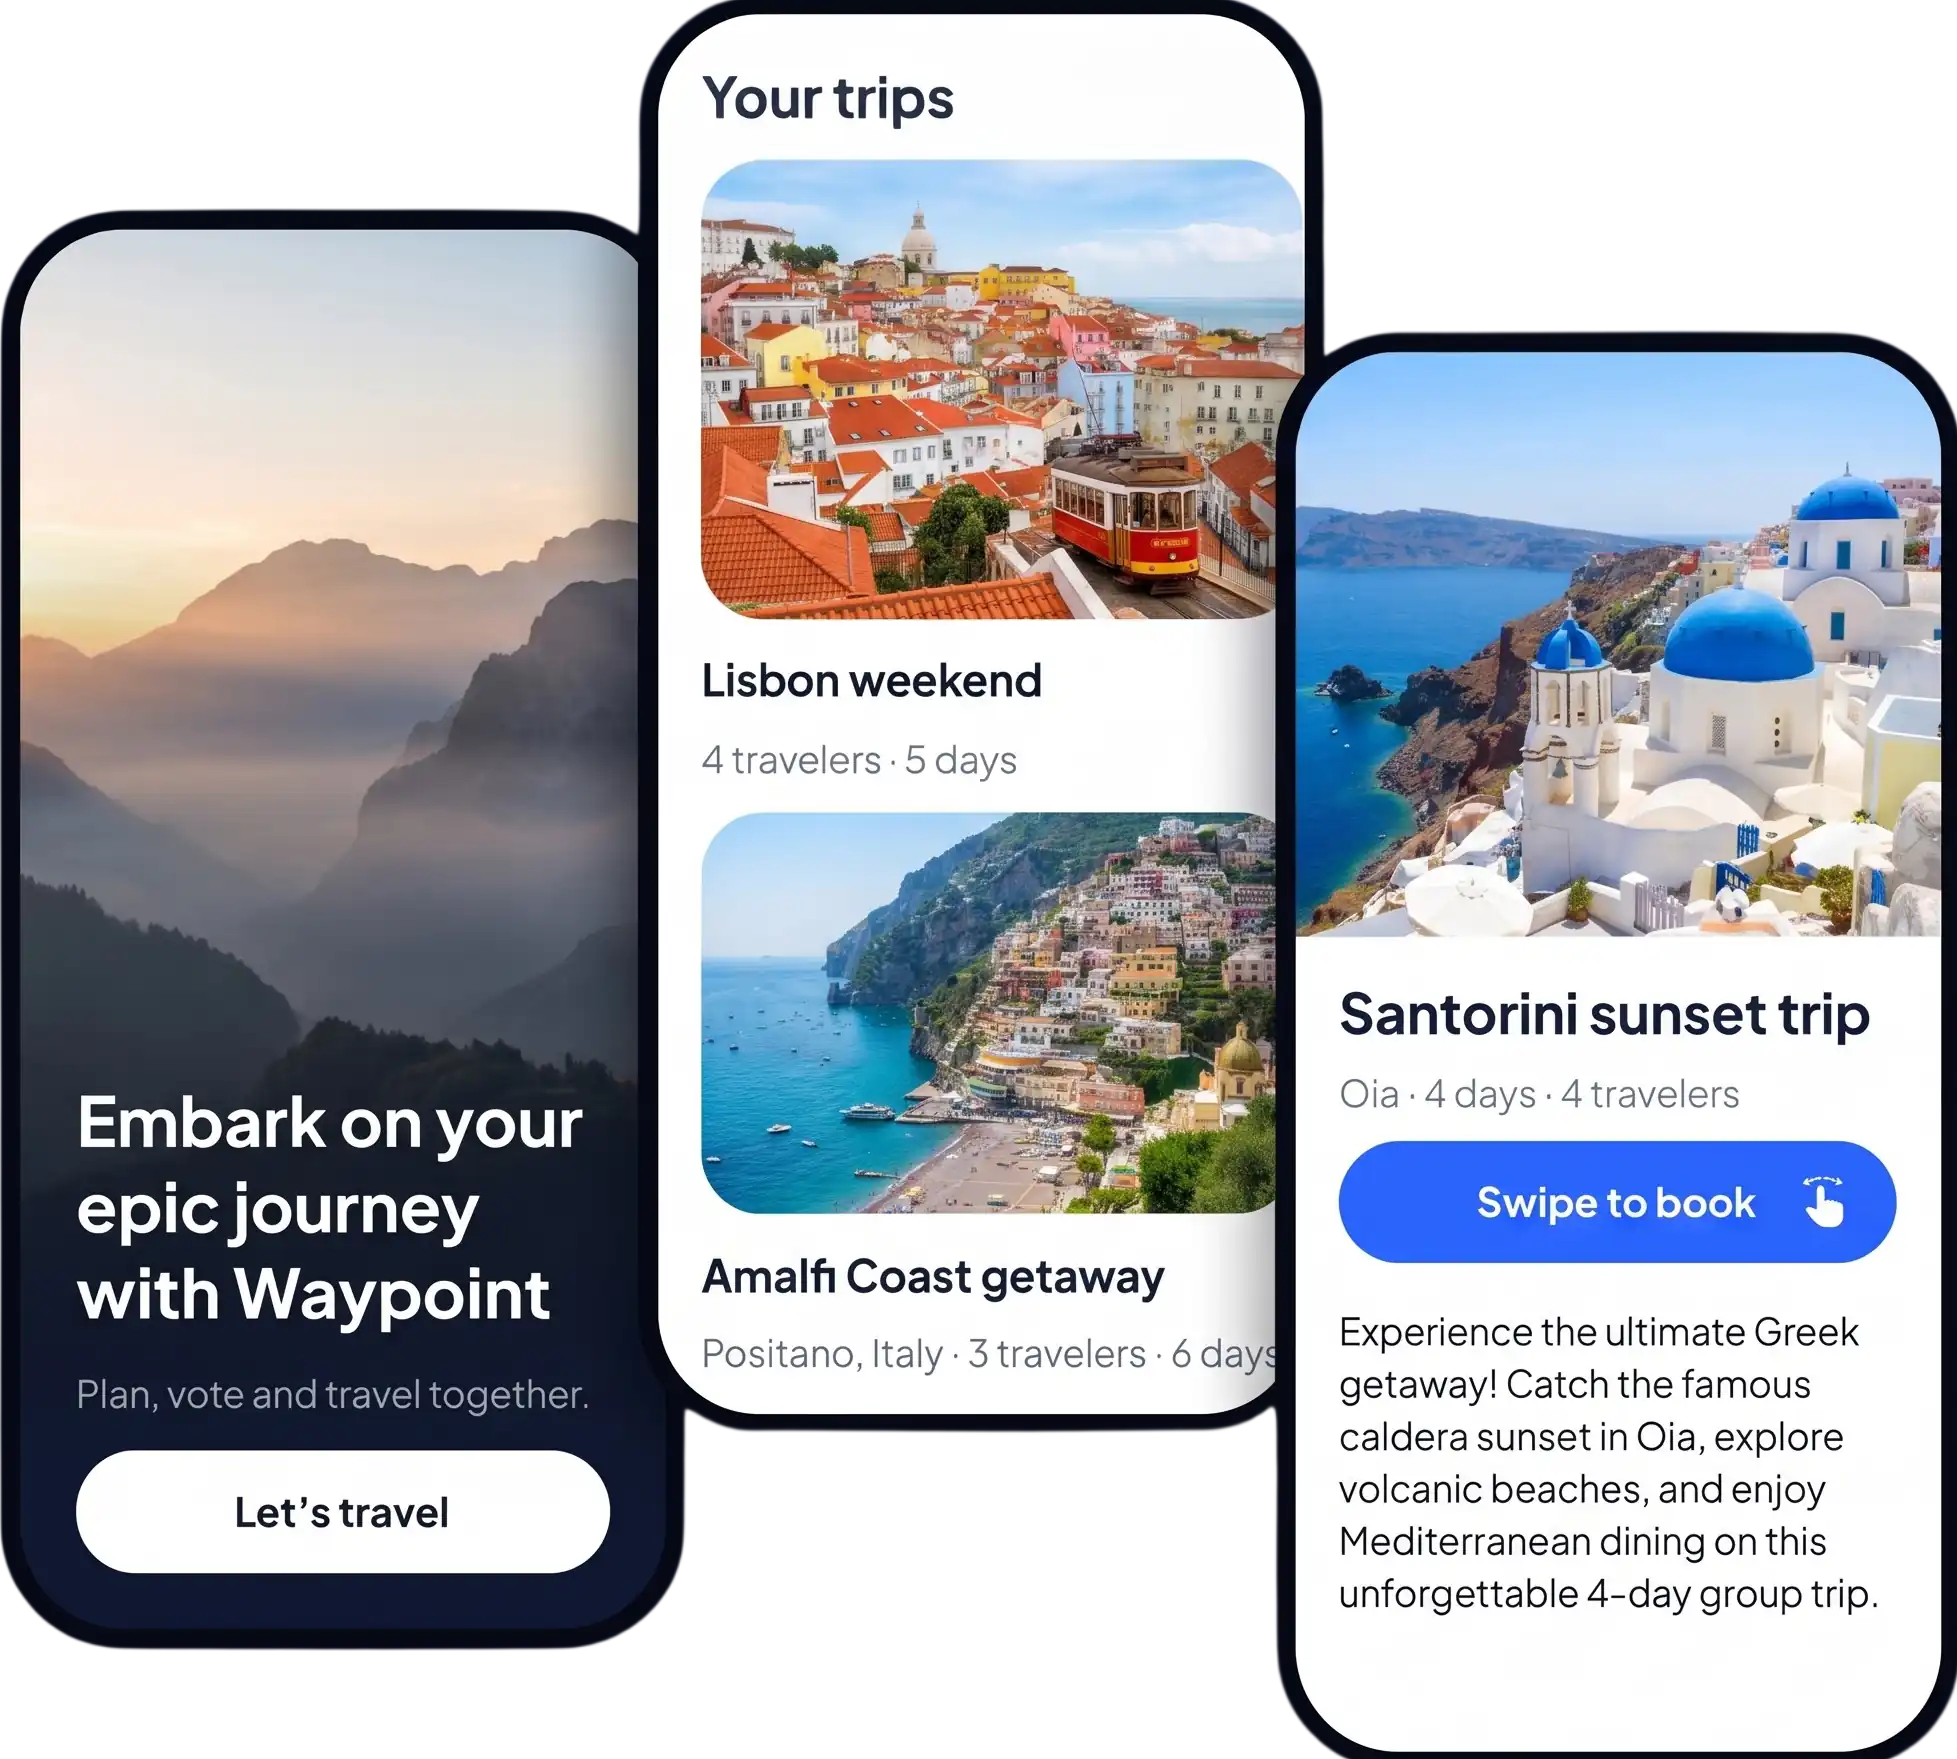 Your trips
Lisbon weekend
4 travelers · 5 days
Amalfi Coast getaway
Positano, Italy · 3 travelers · 6 days
Embark on your
epic journey
with Waypoint
Plan, vote and travel together.
Let’s travel
Santorini sunset trip
Oia · 4 days · 4 travelers
Swipe to book
Experience the ultimate Greek
getaway! Catch the famous
caldera sunset in Oia, explore
volcanic beaches, and enjoy
Mediterranean dining on this
unforgettable 4-day group trip.